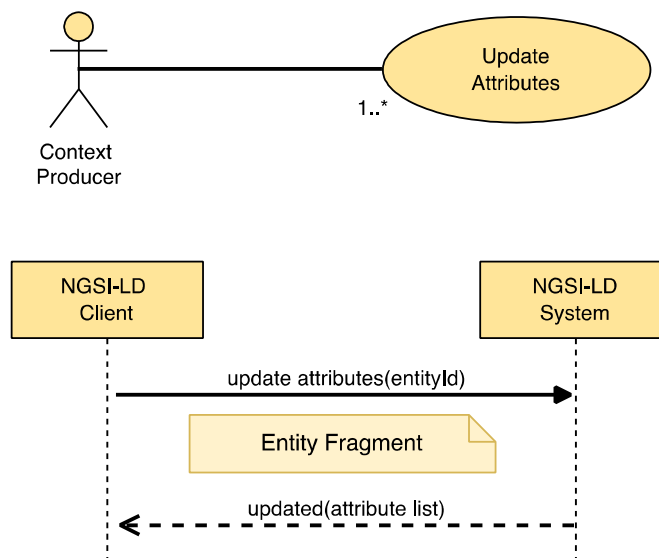 Update
Attributes
1..*
Context
Producer
NGSI-LD
Client
NGSI-LD
System
update attributes(entityId)
Entity Fragment
updated(attribute list)